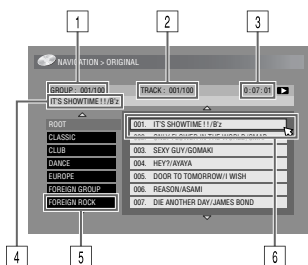 1
2
3
NAVIGATION > ORIGINAL
GROUP : 001/100
TRACK : 001/100
0:07:01
IT'S SHOWTIME!!/B'z
ROOT
CLASSIC
CLUB
DANCE
EUROPE
FOREIGN GROUP
FOREIGN ROCK
001. IT'S SHOWTIME!!/B'z
003. SEXY GUY/GOMAKI
004. HEY?/AYAYA
005. DOOR TO TOMORROW/I WISH
006. REASON/ASAMI
007. DIE ANOTHER DAY/JAMES BOND
4
5
6